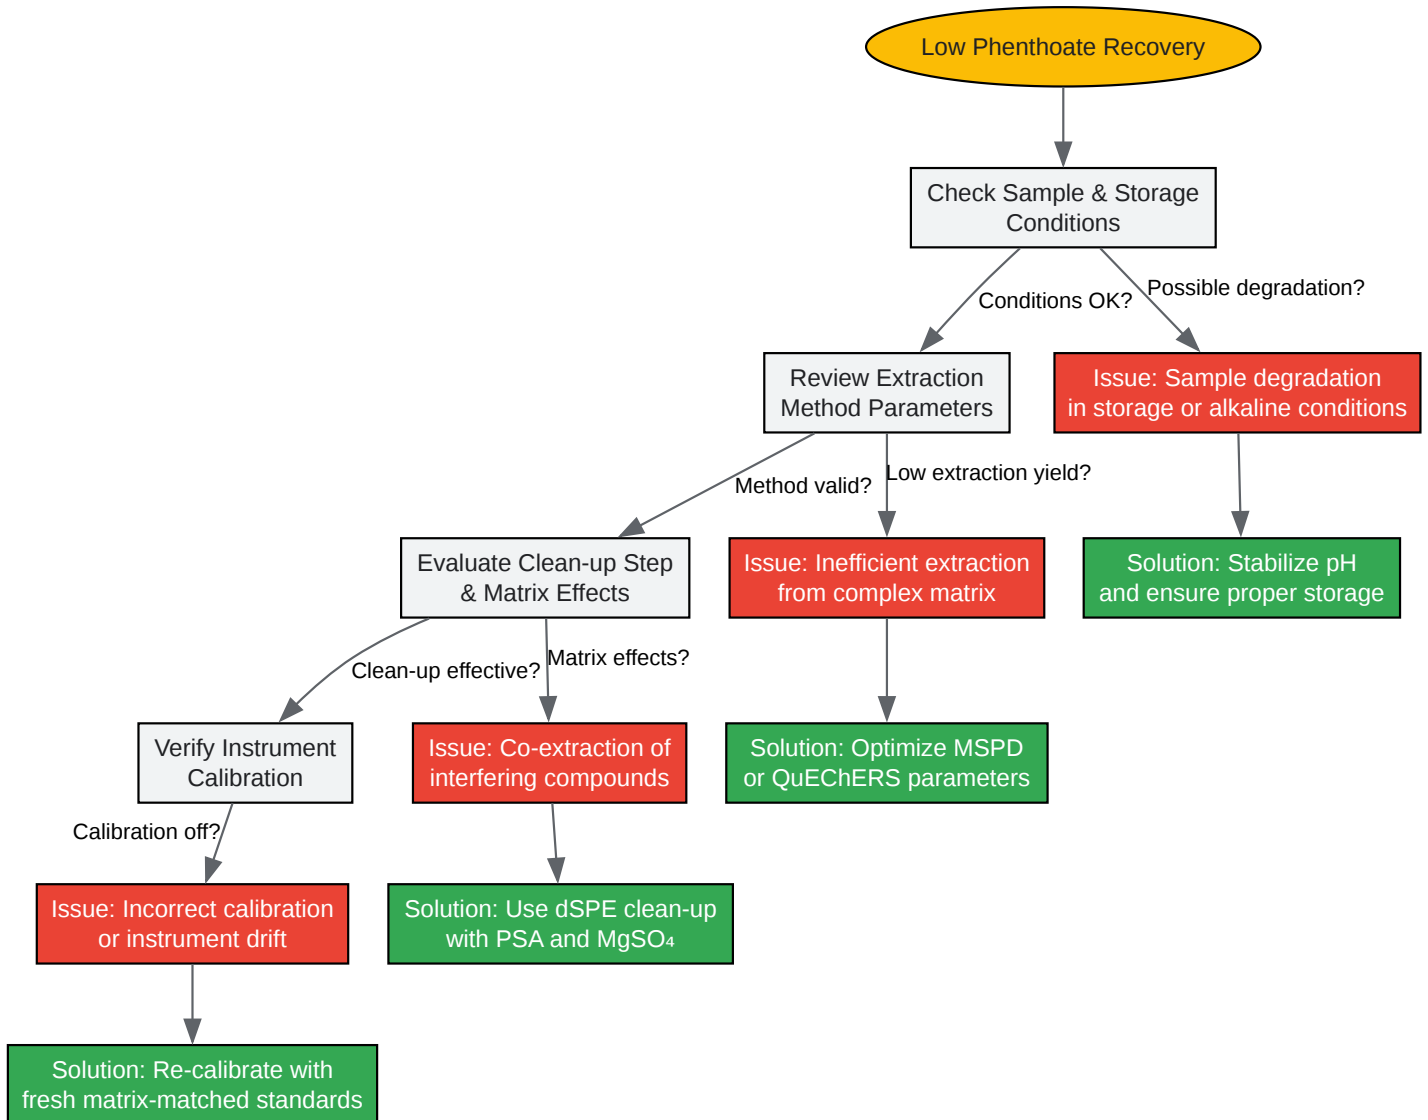 Low Phenthoate Recovery
Check Sample & Storage
Conditions
Conditions OK?
Possible degradation?
Review Extraction
Method Parameters
Issue: Sample degradation
in storage or alkaline conditions
Method valid?
Low extraction yield?
Evaluate Clean-up Step
& Matrix Effects
Issue: Inefficient extraction
from complex matrix
Solution: Stabilize pH
and ensure proper storage
Clean-up effective?
Matrix effects?
Verify Instrument
Calibration
Issue: Co-extraction of
interfering compounds
Solution: Optimize MSPD
or QuEChERS parameters
Calibration off?
Issue: Incorrect calibration
or instrument drift
Solution: Use dSPE clean-up
with PSA and MgSO₄
Solution: Re-calibrate with
fresh matrix-matched standards